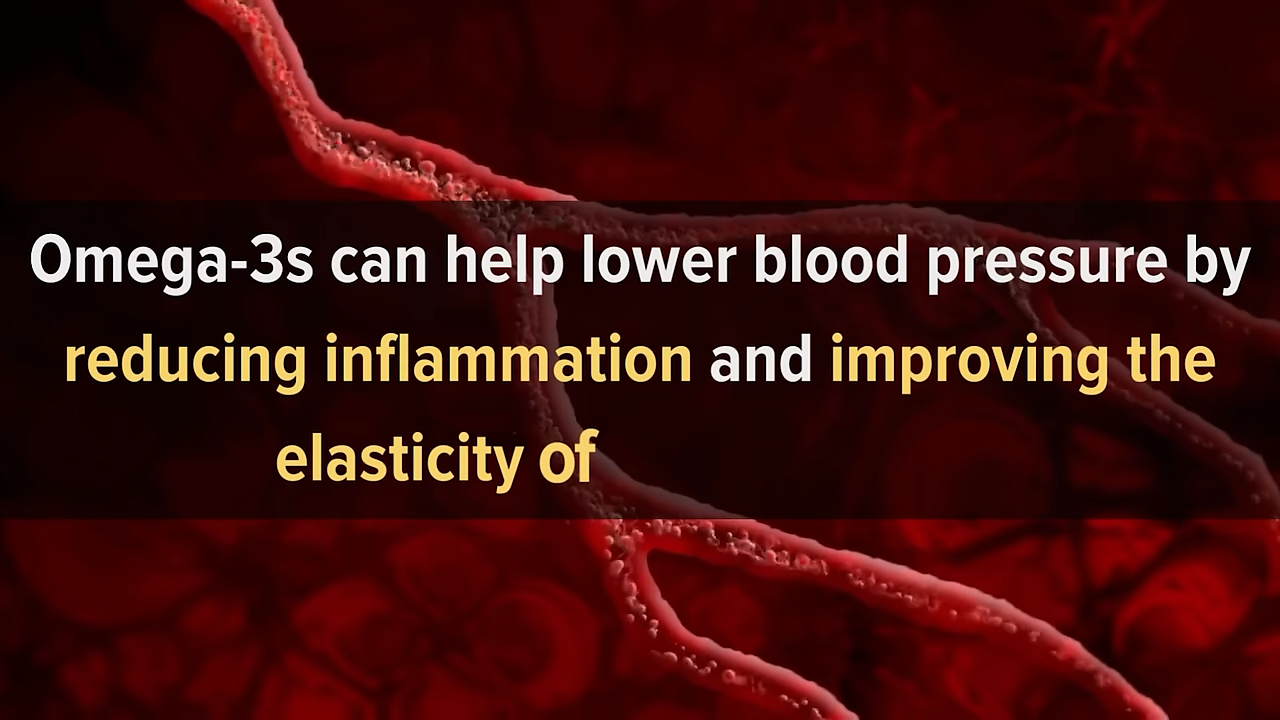 Omega-3s can help lower blood pressure by
reducing inflammation and improving the
elasticity of